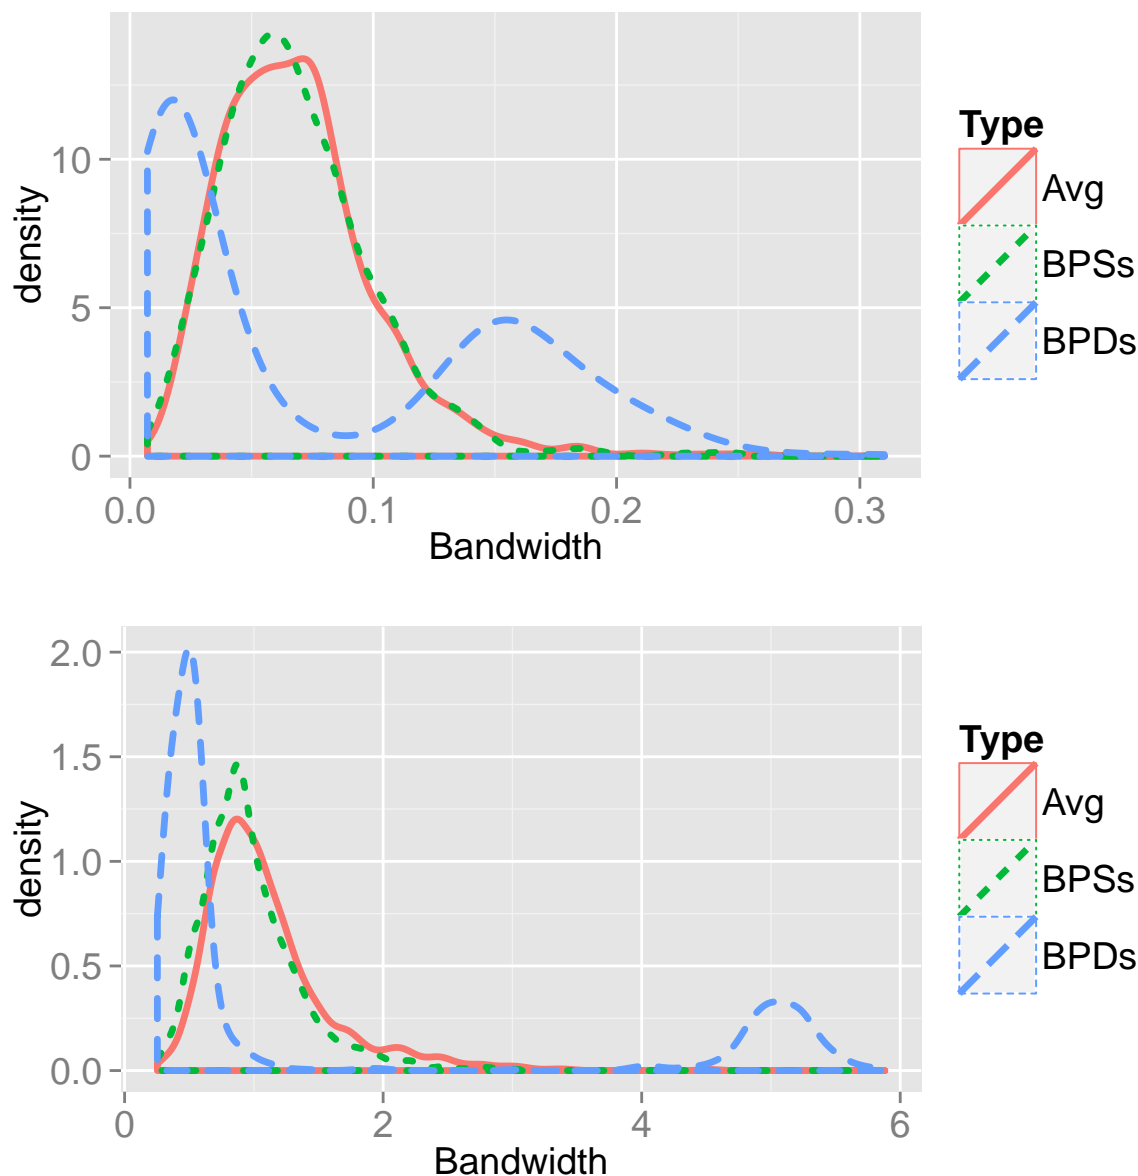 10
5
0
density
0.0 0.1 0.2 0.3
Bandwidth
Type
Avg
BPSs
BPDs
2.0
1.5
1.0
0.5
0.0
density
0 2 4 6
Bandwidth
Type
Avg
BPSs
BPDs